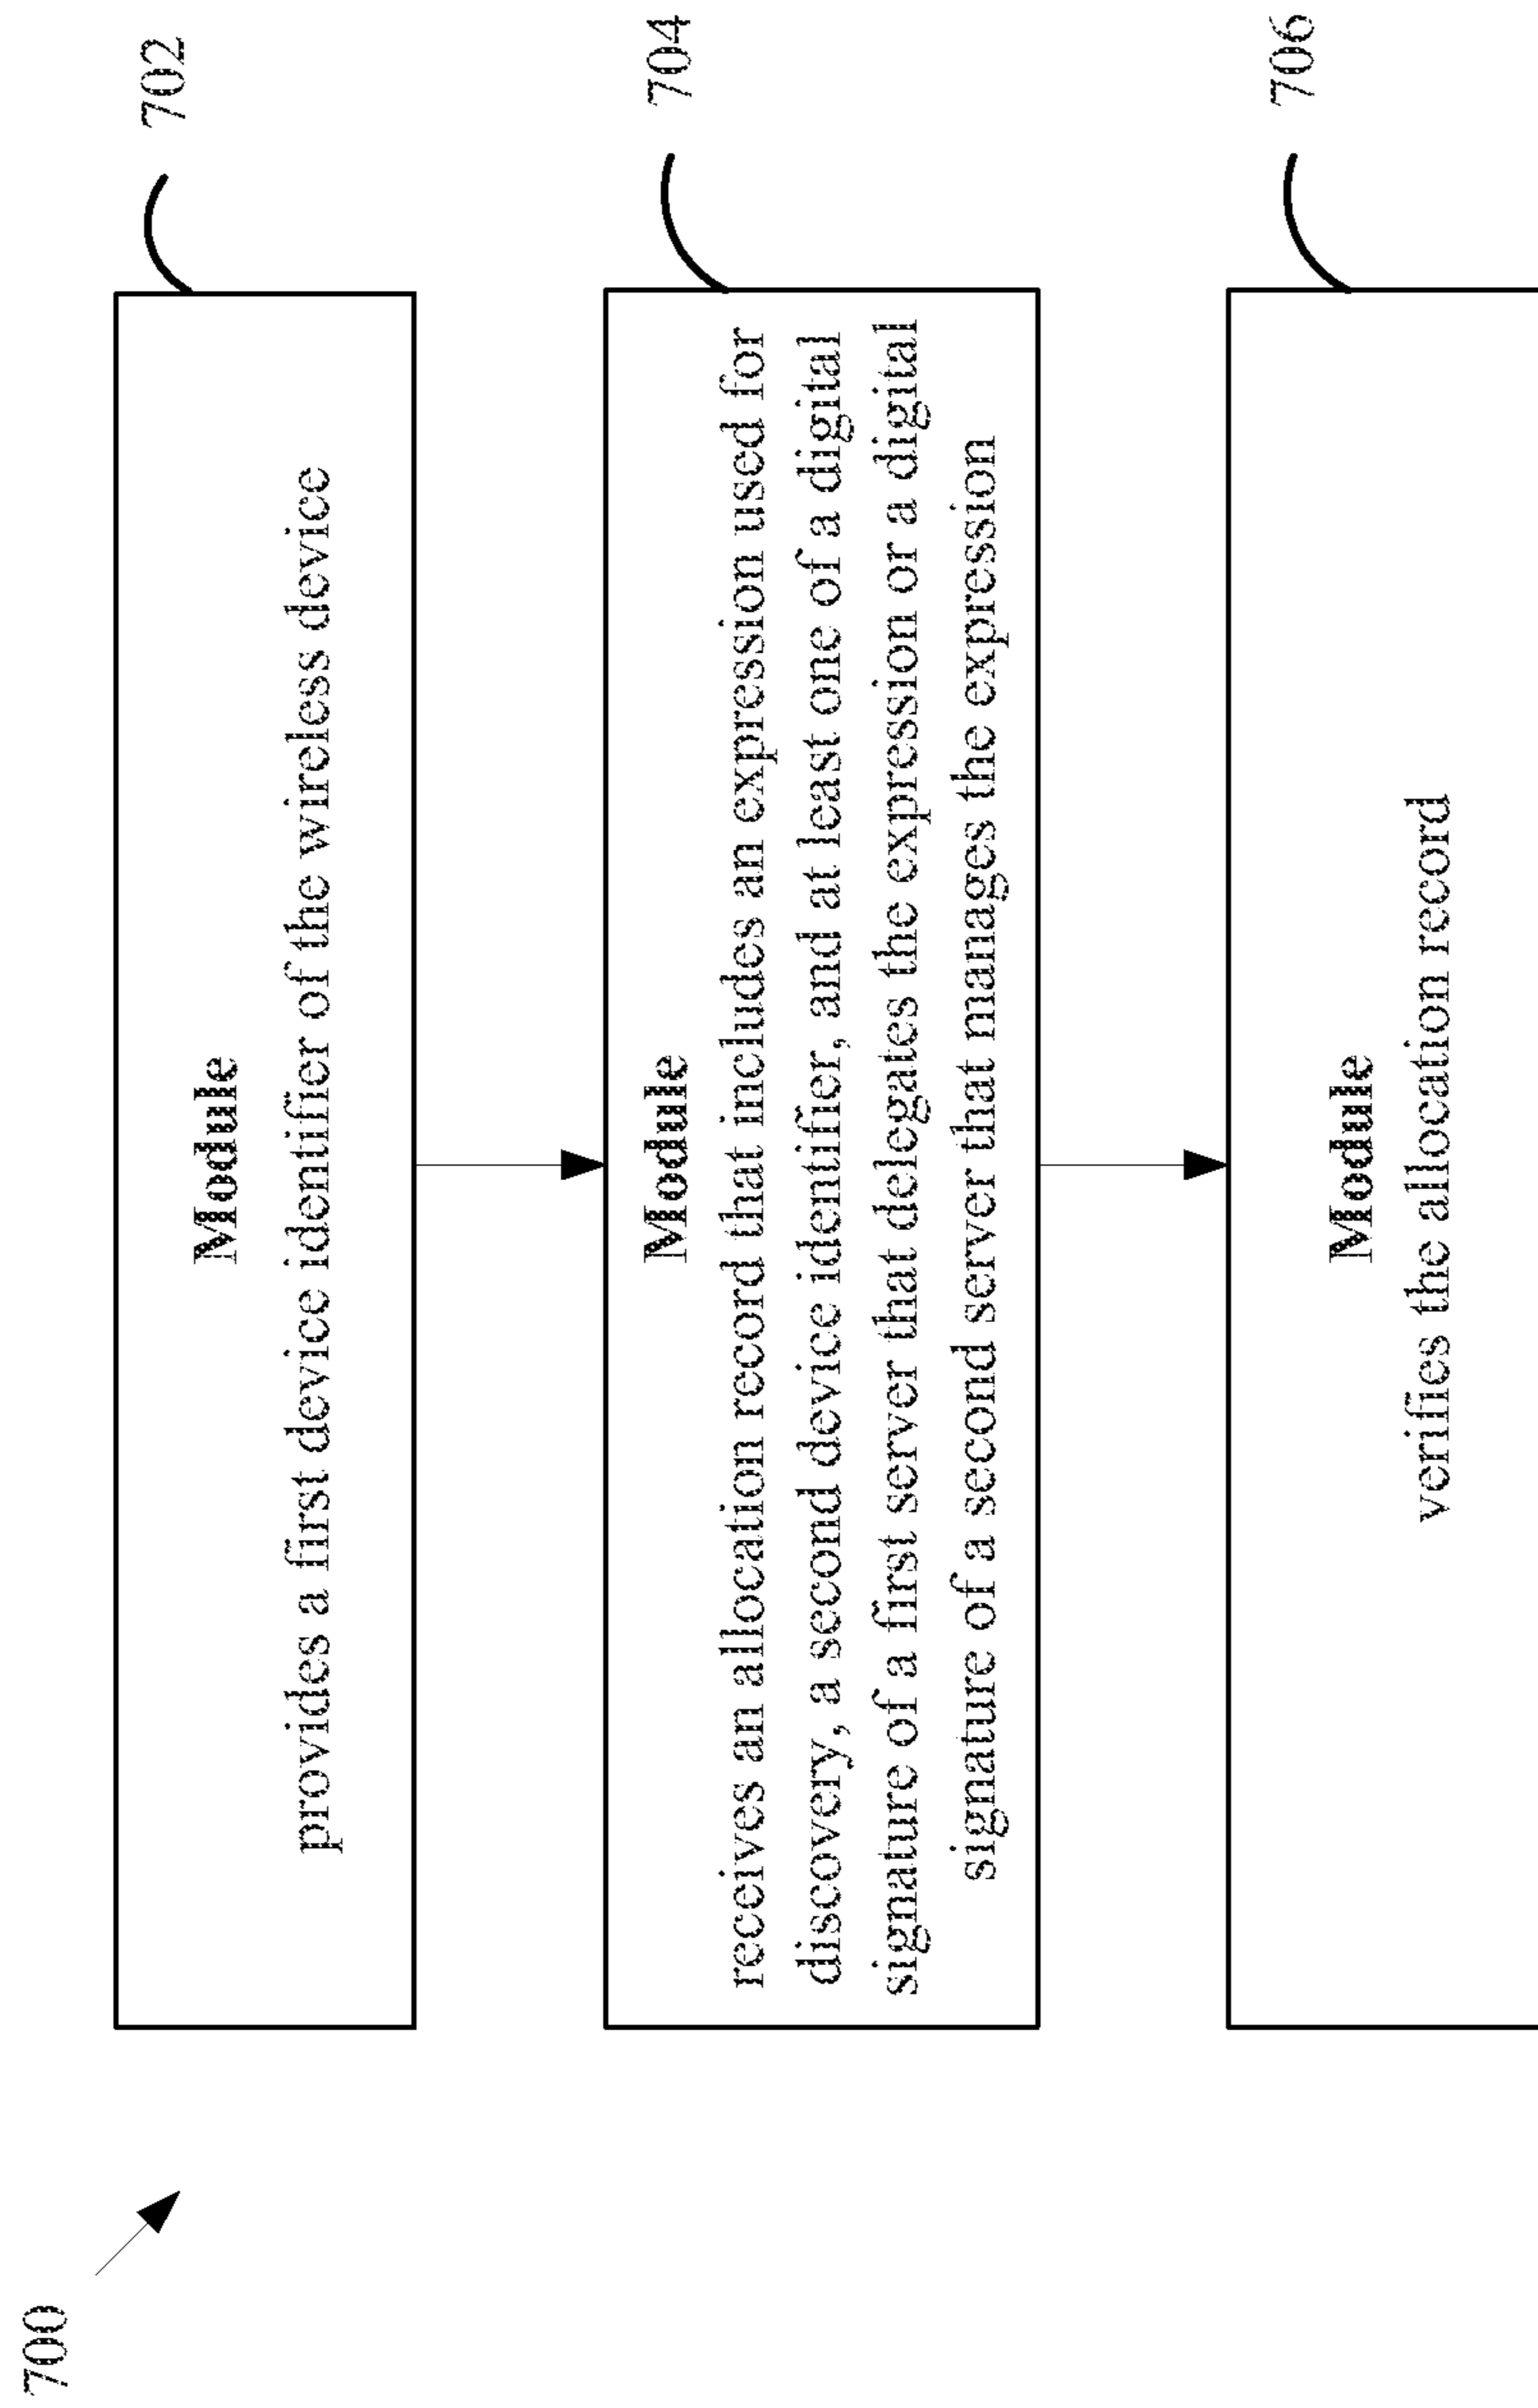 700
702
Module
provides a first device identifier of the wireless device
704
Module
receives an allocation record that includes an expression used for
discovery, a second device identifier, and at least one of a digital
signature of a first server that delegates the expression or a digital
signature of a second server that manages the expression
706
Module
verifies the allocation record